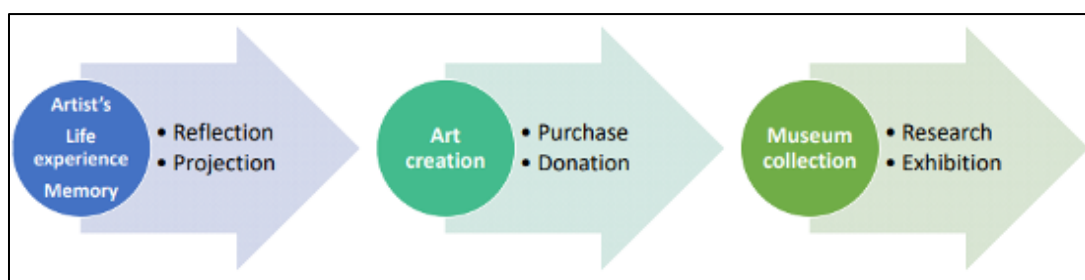 Artist's
Life
experience
Memory
• Reflection
• Projection
Art
creation
• Purchase
• Donation
Museum
collection
• Research
• Exhibition